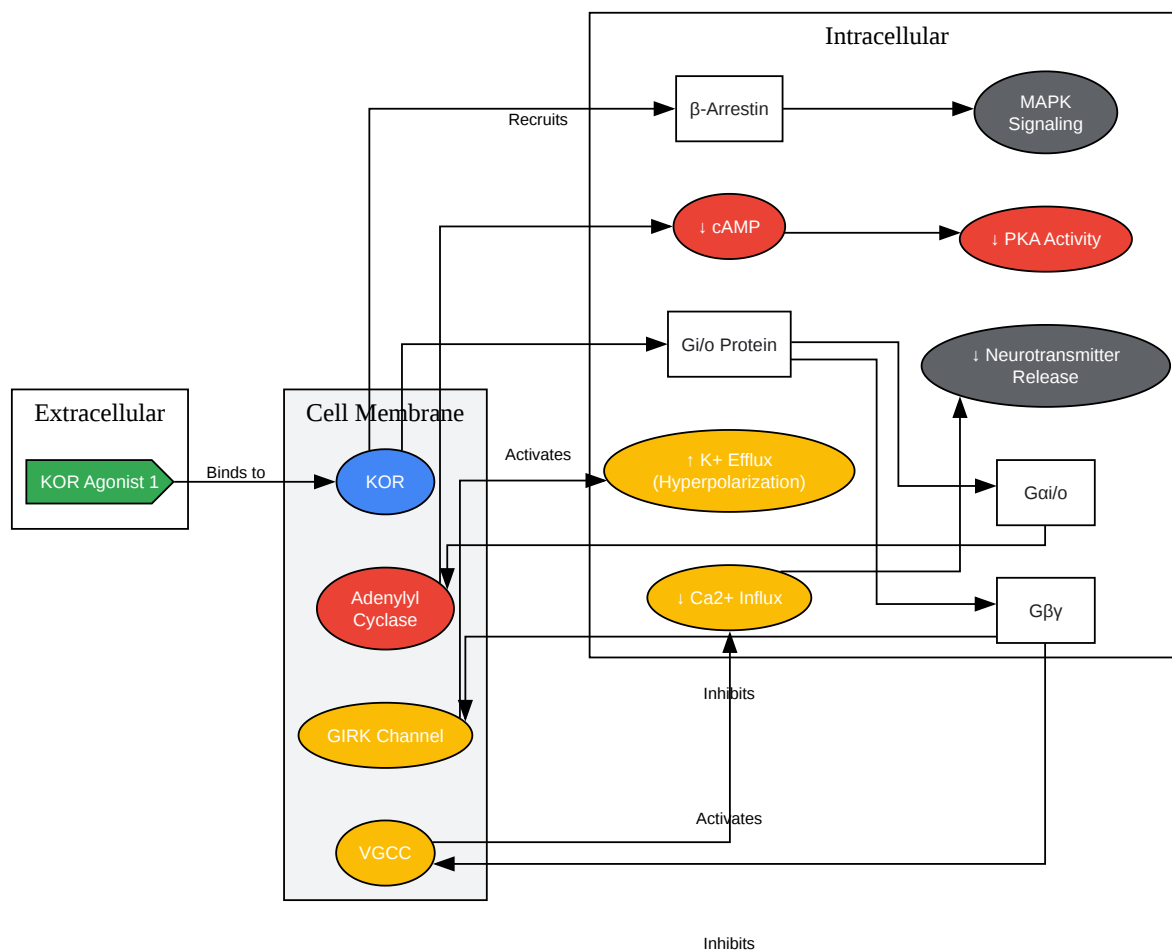 Intracellular
β-Arrestin
MAPK
Signaling
Recruits
↓ cAMP
↓ PKA Activity
Gi/o Protein
↓ Neurotransmitter
Release
Extracellular
Cell Membrane
KOR Agonist 1
Binds to
KOR
Activates
↑ K+ Efflux
(Hyperpolarization)
Gαi/o
Adenylyl
Cyclase
↓ Ca2+ Influx
Gβγ
Inhibits
GIRK Channel
Activates
VGCC
Inhibits